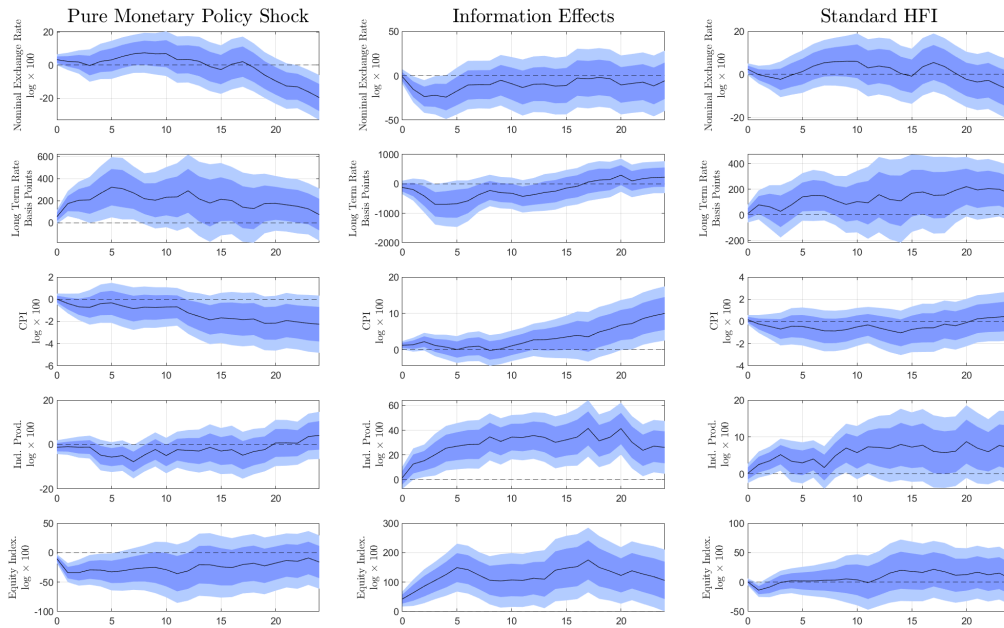 Pure Monetary Policy Shock
Information Effects
Standard HFI
Nominal Exchange Rate
log × 100
20
0
-20
0 5 10 15 20
Nominal Exchange Rate
log × 100
50
0
-50
0 5 10 15 20
Nominal Exchange Rate
log × 100
20
0
-20
0 5 10 15 20
Long Term Rate
Basis Points
600
400
200
0
0 5 10 15 20
Long Term Rate
Basis Points
1000
0
-1000
-2000
0 5 10 15 20
Long Term Rate
Basis Points
400
200
0
-200
0 5 10 15 20
CPI
log × 100
2
0
-2
-4
-6
0 5 10 15 20
CPI
log × 100
20
10
0
0 5 10 15 20
CPI
log × 100
4
2
0
-2
-4
0 5 10 15 20
Ind. Prod.
log × 100
20
0
-20
0 5 10 15 20
Ind. Prod.
log × 100
60
40
20
0
0 5 10 15 20
Ind. Prod.
log × 100
20
10
0
0 5 10 15 20
Equity Index.
log × 100
50
0
-50
-100
0 5 10 15 20
Equity Index.
log × 100
300
200
100
0
0 5 10 15 20
Equity Index.
log × 100
100
50
0
-50
0 5 10 15 20